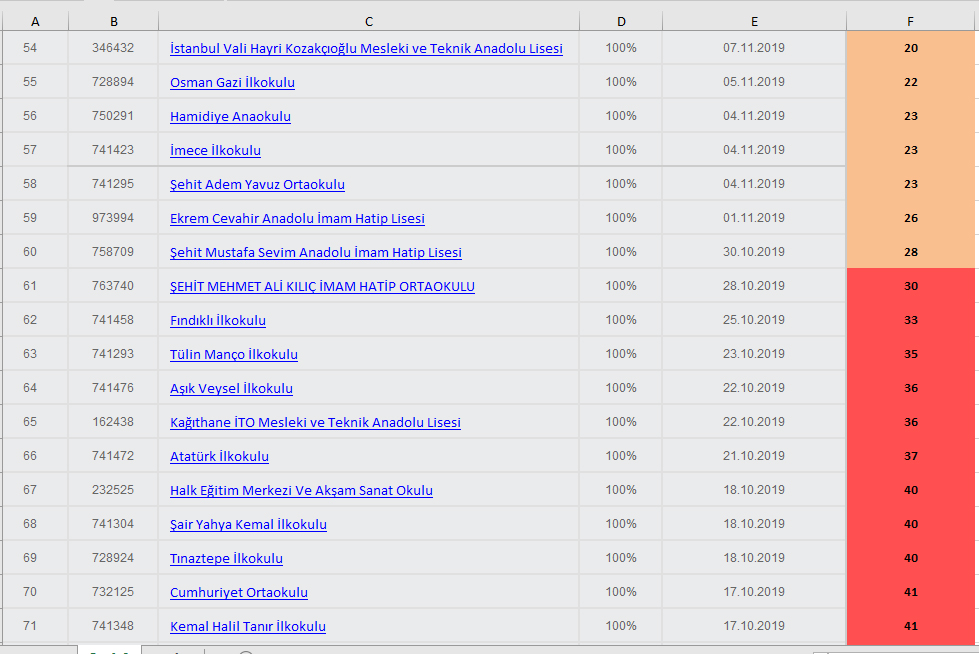 A B C D E F
54 346432 İstanbul Vali Hayri Kozakçıoğlu Mesleki ve Teknik Anadolu Lisesi 100% 07.11.2019 20
55 728894 Osman Gazi İlkokulu 100% 05.11.2019 22
56 750291 Hamidiye Anaokulu 100% 04.11.2019 23
57 741423 İmece İlkokulu 100% 04.11.2019 23
58 741295 Şehit Adem Yavuz Ortaokulu 100% 04.11.2019 23
59 973994 Ekrem Cevahir Anadolu İmam Hatip Lisesi 100% 01.11.2019 26
60 758709 Şehit Mustafa Sevim Anadolu İmam Hatip Lisesi 100% 30.10.2019 28
61 763740 ŞEHİT MEHMET ALİ KILIÇ İMAM HATİP ORTAOKULU 100% 28.10.2019 30
62 741458 Fındıklı İlkokulu 100% 25.10.2019 33
63 741293 Tülin Manço İlkokulu 100% 23.10.2019 35
64 741476 Aşık Veysel İlkokulu 100% 22.10.2019 36
65 162438 Kağıthane İTO Mesleki ve Teknik Anadolu Lisesi 100% 22.10.2019 36
66 741472 Atatürk İlkokulu 100% 21.10.2019 37
67 232525 Halk Eğitim Merkezi Ve Akşam Sanat Okulu 100% 18.10.2019 40
68 741304 Şair Yahya Kemal İlkokulu 100% 18.10.2019 40
69 728924 Tınaztepe İlkokulu 100% 18.10.2019 40
70 732125 Cumhuriyet Ortaokulu 100% 17.10.2019 41
71 741348 Kemal Halil Tanır İlkokulu 100% 17.10.2019 41